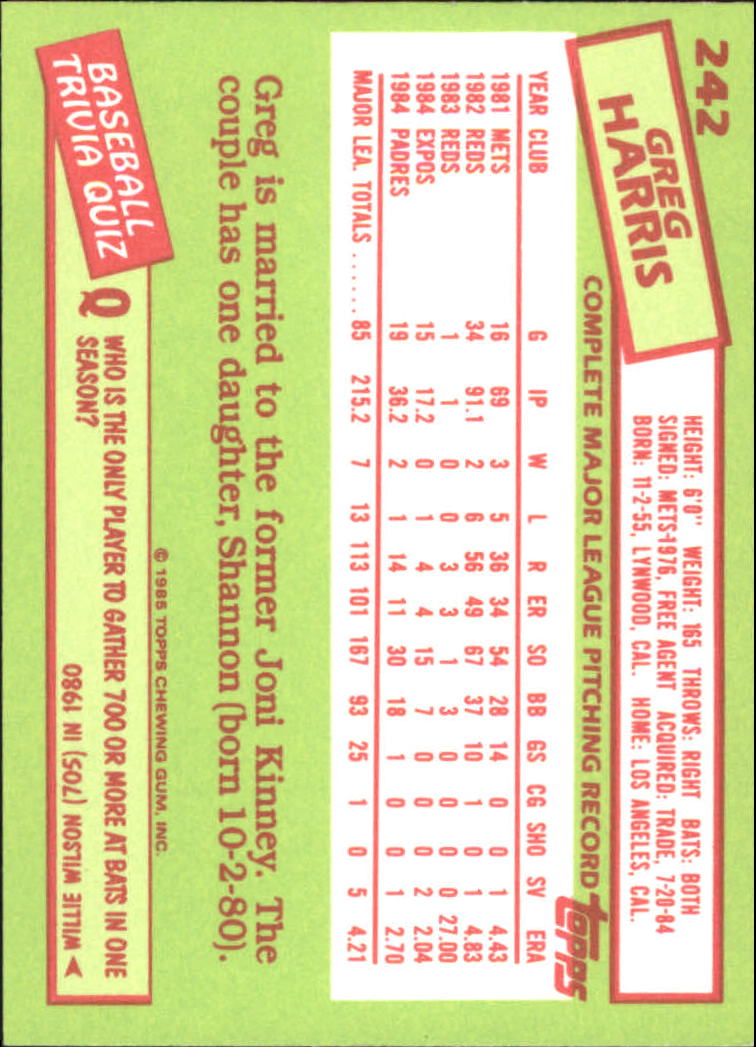 242
GREG
HARRIS
HEIGHT: 6'0" WEIGHT: 165 THROWS: RIGHT BATS: BOTH
SIGNED: METS-1976, FREE AGENT ACQUIRED: TRADE, 7-20-84
BORN: 11-2-55, LYNWOOD, CAL. HOME: LOS ANGELES, CAL.
COMPLETE MAJOR LEAGUE PITCHING RECORD topps
YEAR CLUB G IP W L R ER SO BB GS CG SHO SV ERA
1981 METS 16 69 3 5 36 34 54 28 14 0 0 1 4.43
1982 REDS 34 91.1 2 6 56 49 67 37 10 1 0 1 4.83
1983 REDS 1 1 0 0 3 3 1 3 0 0 0 0 27.00
1984 EXPOS 15 17.2 0 1 4 4 15 7 0 0 0 2 2.04
1984 PADRES 19 36.2 2 1 14 11 30 18 1 0 0 1 2.70
MAJOR LEA. TOTALS ...... 85 215.2 7 13 113 101 167 93 25 1 0 5 4.21
Greg is married to the former Joni Kinney. The
couple has one daughter, Shannon (born 10-2-80).
© 1985 TOPPS CHEWING GUM, INC.
BASEBALL
TRIVIA QUIZ
Q WHO IS THE ONLY PLAYER TO GATHER 700 OR MORE AT BATS IN ONE
SEASON?
A WILLIE WILSON (705) IN 1980